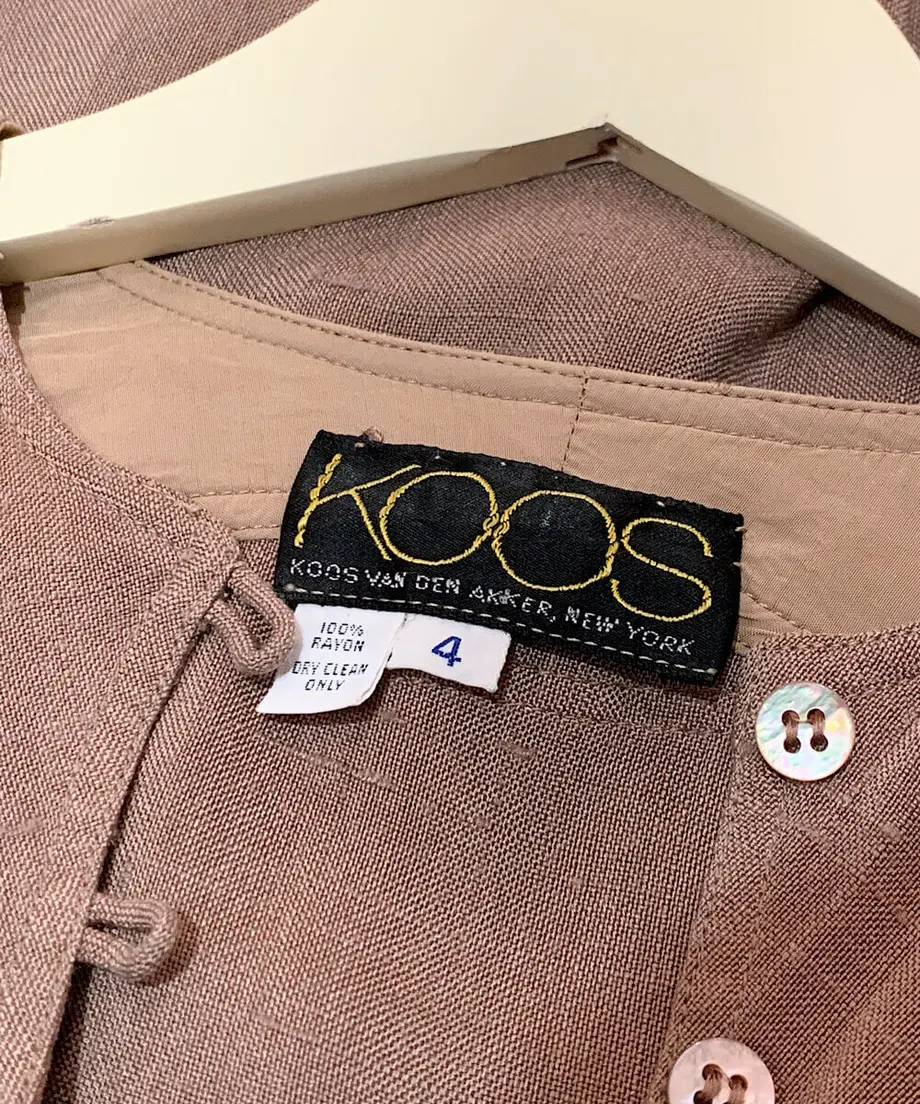 KOOS
KOOS VAN DEN AKKER, NEW YORK
100%
RAYON
DRY CLEAN
ONLY
4